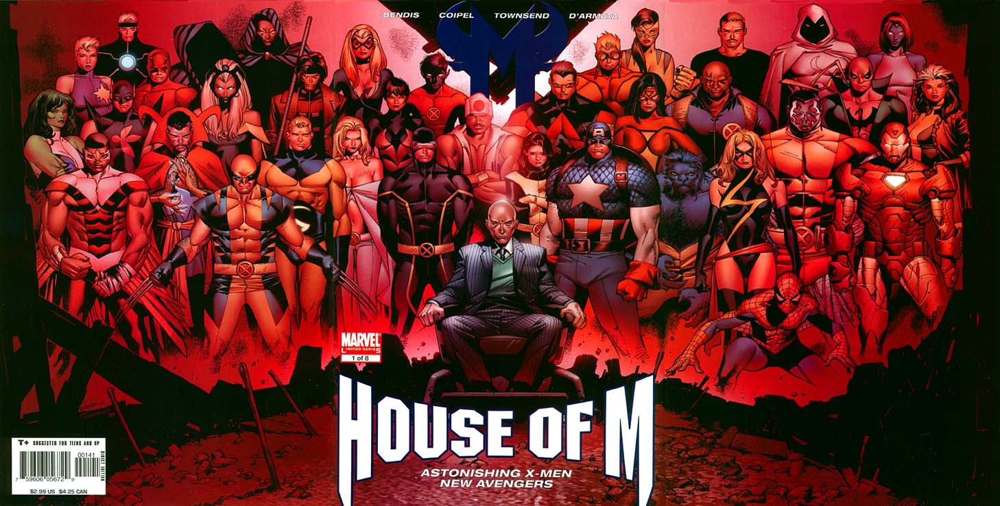 BENDIS COIPEL TOWNSEND D'ARMATA
M
MARVEL
LIMITED SERIES
1 of 8
HOUSE OF M
ASTONISHING X-MEN
NEW AVENGERS
T+ SUGGESTED FOR TEENS AND UP
00141
DIRECT EDITION
7 59606 05672 9
$2.99 US $4.25 CAN